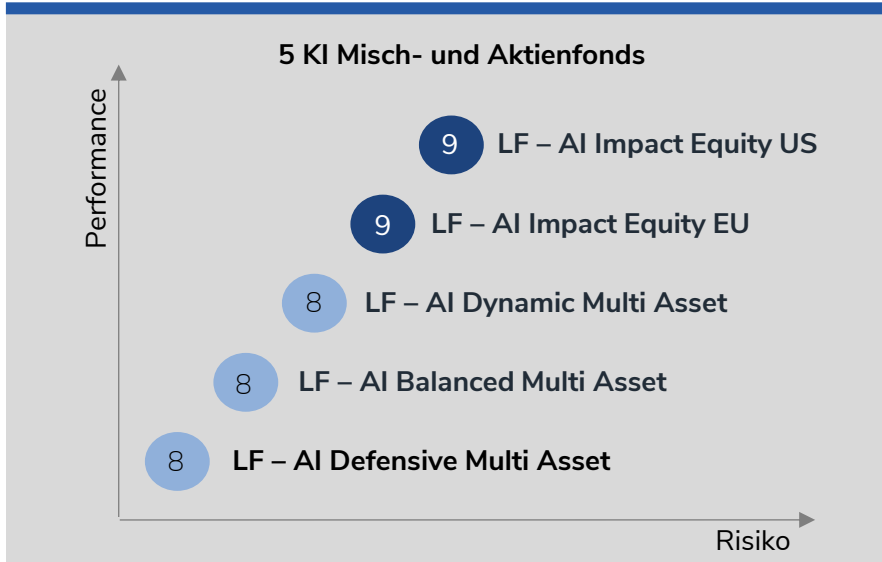 5 KI Misch- und Aktienfonds
Performance
9 LF – AI Impact Equity US
9 LF – AI Impact Equity EU
8 LF – AI Dynamic Multi Asset
8 LF – AI Balanced Multi Asset
8 LF – AI Defensive Multi Asset
Risiko